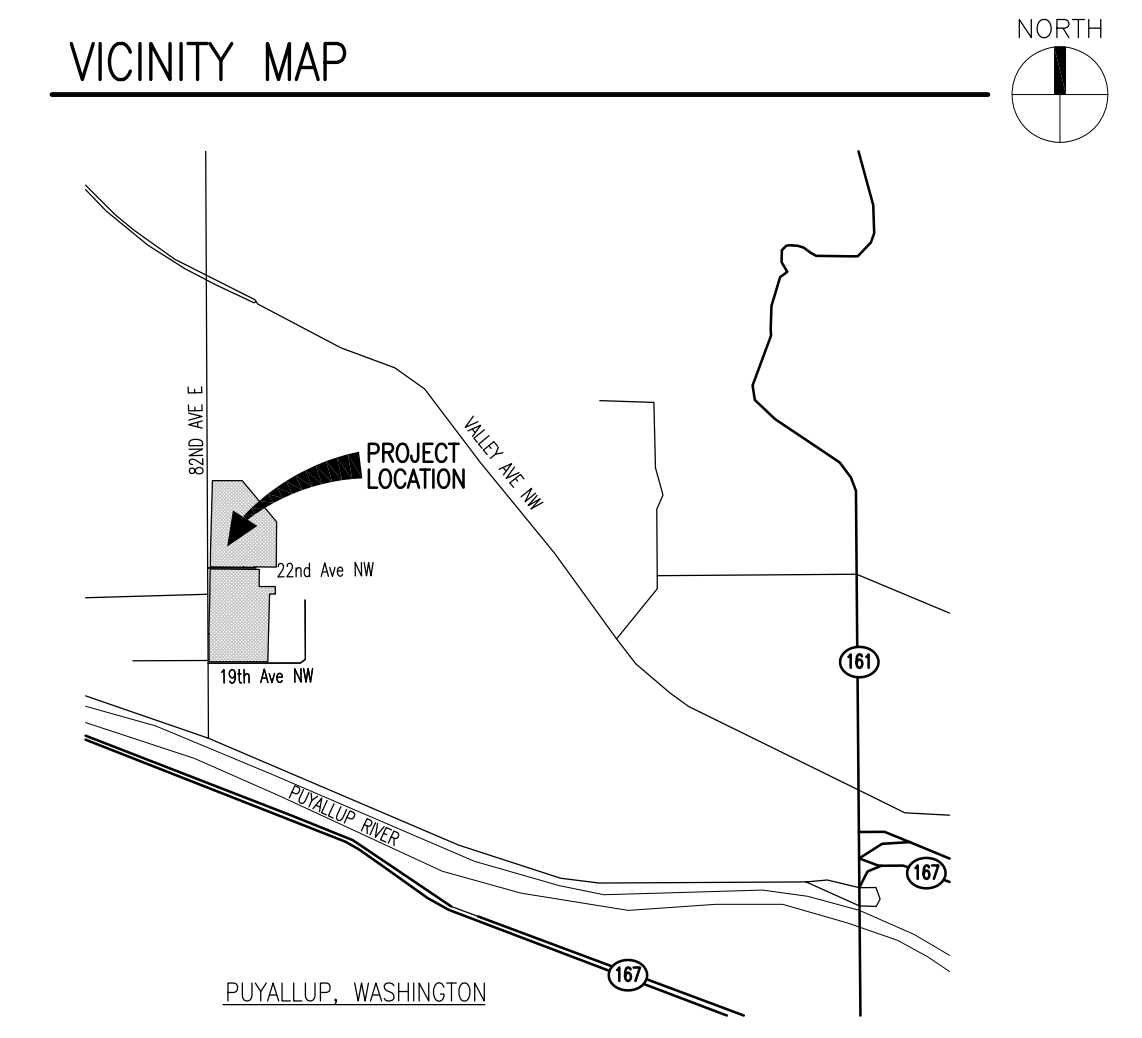 NORTH
VICINITY MAP
82ND AVE E
VALLEY AVE NW
PROJECT
LOCATION
22nd Ave NW
161
19th Ave NW
PUYALLUP RIVER
167
167
PUYALLUP, WASHINGTON